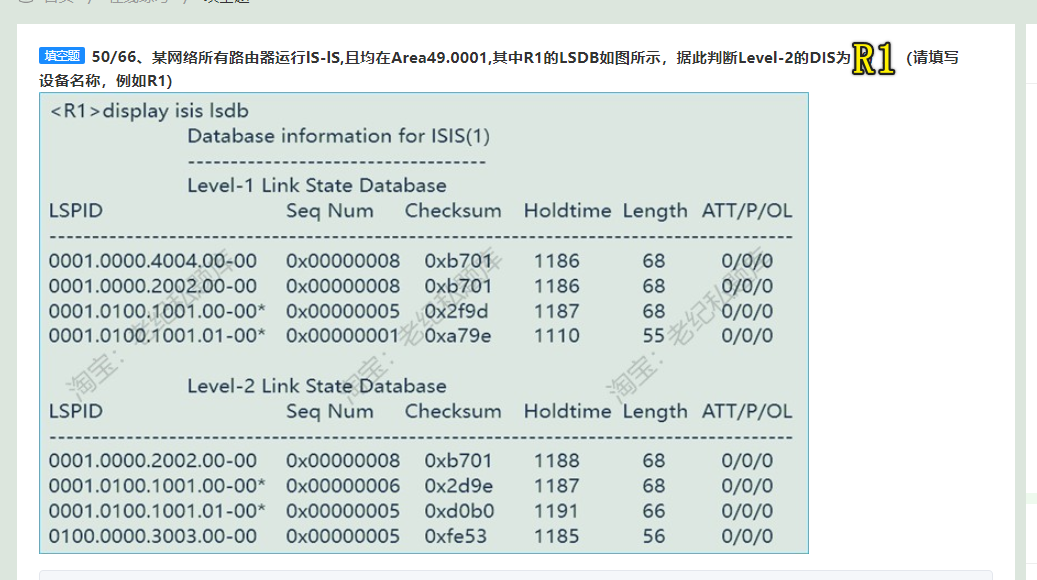 填空题 50/66、某网络所有路由器运行IS-IS,且均在Area49.0001,其中R1的LSDB如图所示，据此判断Level-2的DIS为R1 （请填写
设备名称，例如R1)
<R1>display isis lsdb
Database information for ISIS(1)
----------------------------------
Level-1 Link State Database
LSPID Seq Num Checksum Holdtime Length ATT/P/OL
--------------------------------------------------------------------------------
0001.0000.4004.00-00 0x00000008 0xb701 1186 68 0/0/0
0001.0000.2002.00-00 0x00000008 0xb701 1186 68 0/0/0
0001.0100.1001.00-00* 0x00000005 0x2f9d 1187 68 0/0/0
0001.0100.1001.01-00* 0x00000001 0xa79e 1110 55 0/0/0
Level-2 Link State Database
LSPID Seq Num Checksum Holdtime Length ATT/P/OL
--------------------------------------------------------------------------------
0001.0000.2002.00-00 0x00000008 0xb701 1188 68 0/0/0
0001.0100.1001.00-00* 0x00000006 0x2d9e 1187 68 0/0/0
0001.0100.1001.01-00* 0x00000005 0xd0b0 1191 66 0/0/0
0100.0000.3003.00-00 0x00000005 0xfe53 1185 56 0/0/0
淘宝：老纪私题库
淘宝：老纪私题库
淘宝：老纪私题库